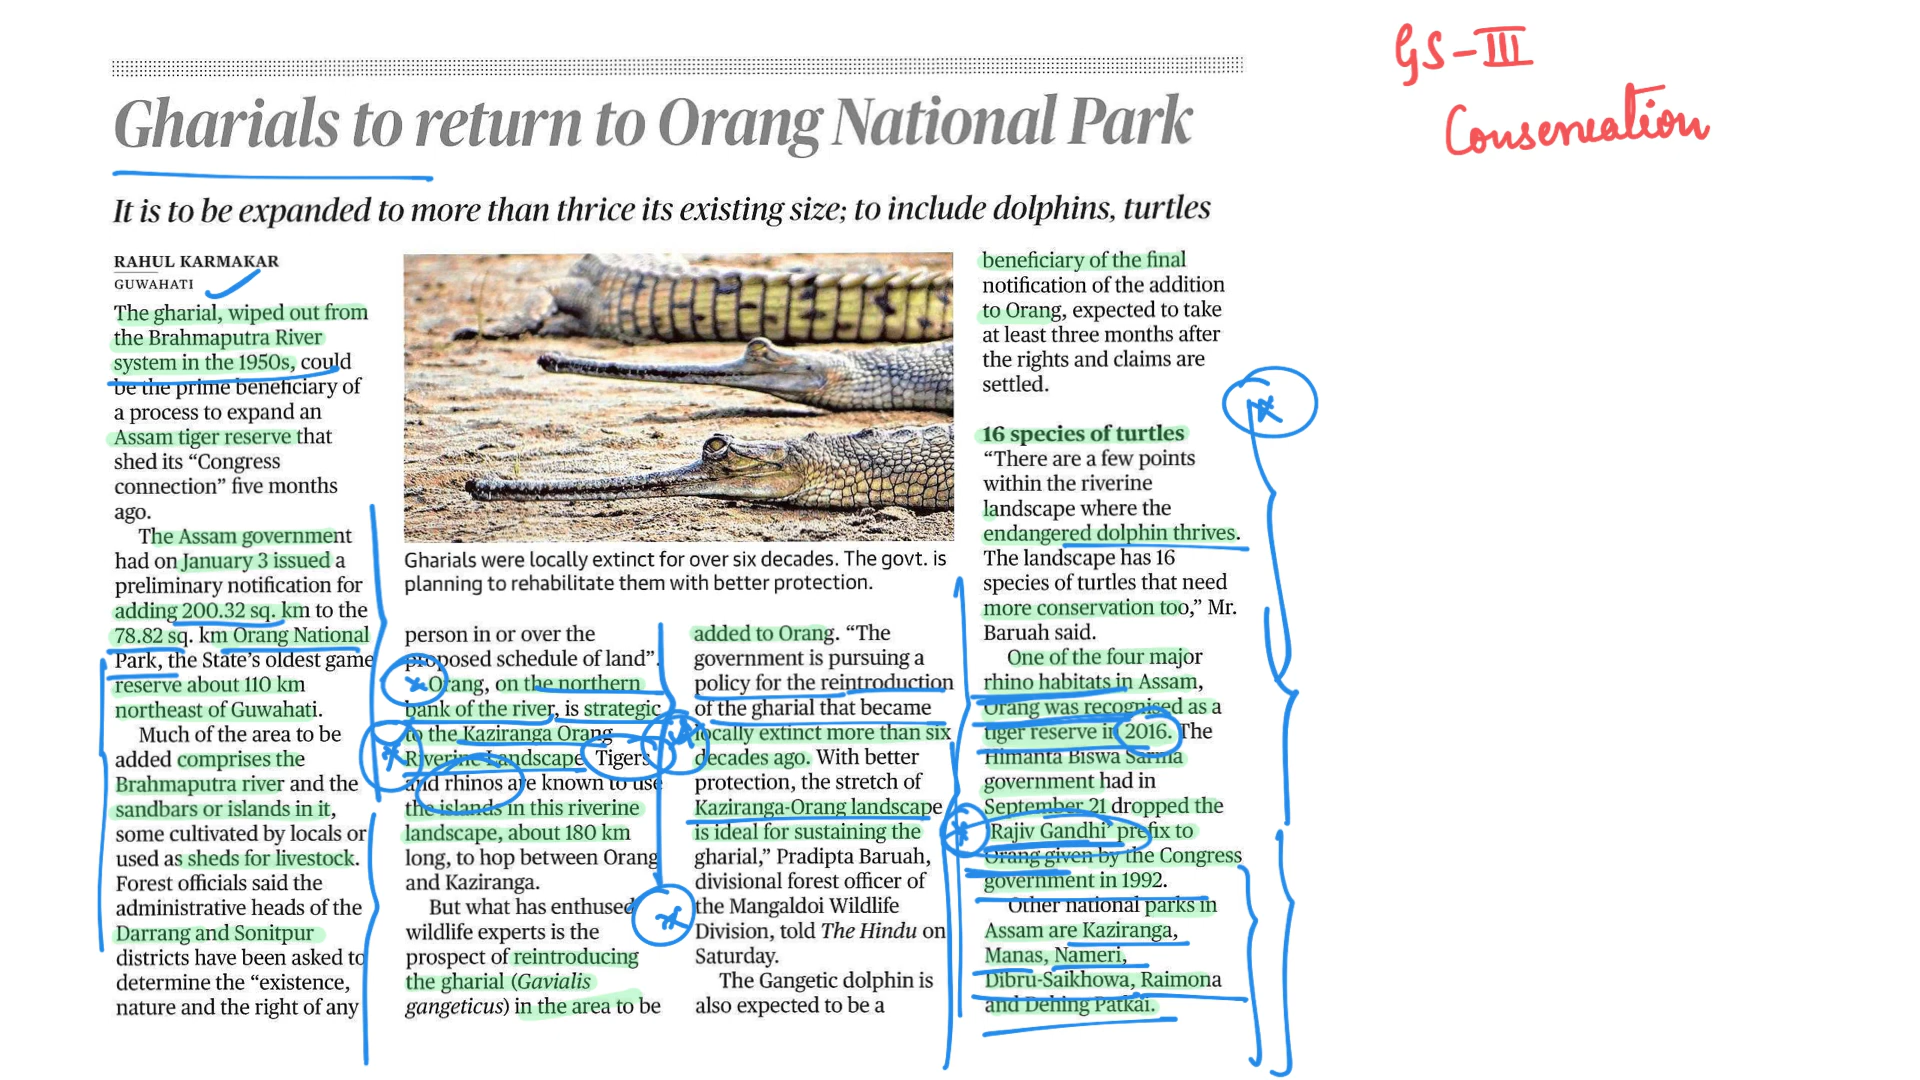 GS-III
Conservation
Gharials to return to Orang National Park
It is to be expanded to more than thrice its existing size; to include dolphins, turtles
RAHUL KARMAKAR
GUWAHATI
The gharial, wiped out from
the Brahmaputra River
system in the 1950s, could
be the prime beneficiary of
a process to expand an
Assam tiger reserve that
shed its “Congress
connection” five months
ago.
The Assam government
had on January 3 issued a
preliminary notification for
adding 200.32 sq. km to the
78.82 sq. km Orang National
Park, the State’s oldest game
reserve about 110 km
northeast of Guwahati.
Much of the area to be
added comprises the
Brahmaputra river and the
sandbars or islands in it,
some cultivated by locals or
used as sheds for livestock.
Forest officials said the
administrative heads of the
Darrang and Sonitpur
districts have been asked to
determine the “existence,
nature and the right of any
Gharials were locally extinct for over six decades. The govt. is
planning to rehabilitate them with better protection.
person in or over the
proposed schedule of land”.
Orang, on the northern
bank of the river, is strategic
to the Kaziranga Orang
Riverine Landscape. Tigers
and rhinos are known to use
the islands in this riverine
landscape, about 180 km
long, to hop between Orang
and Kaziranga.
But what has enthused
wildlife experts is the
prospect of reintroducing
the gharial (Gavialis
gangeticus) in the area to be
added to Orang. “The
government is pursuing a
policy for the reintroduction
of the gharial that became
locally extinct more than six
decades ago. With better
protection, the stretch of
Kaziranga-Orang landscape
is ideal for sustaining the
gharial,” Pradipta Baruah,
divisional forest officer of
the Mangaldoi Wildlife
Division, told The Hindu on
Saturday.
The Gangetic dolphin is
also expected to be a
beneficiary of the final
notification of the addition
to Orang, expected to take
at least three months after
the rights and claims are
settled.
16 species of turtles
“There are a few points
within the riverine
landscape where the
endangered dolphin thrives.
The landscape has 16
species of turtles that need
more conservation too,” Mr.
Baruah said.
One of the four major
rhino habitats in Assam,
Orang was recognised as a
tiger reserve in 2016. The
Himanta Biswa Sarma
government had in
September 21 dropped the
‘Rajiv Gandhi’ prefix to
Orang given by the Congress
government in 1992.
Other national parks in
Assam are Kaziranga,
Manas, Nameri,
Dibru-Saikhowa, Raimona
and Dehing Patkai.